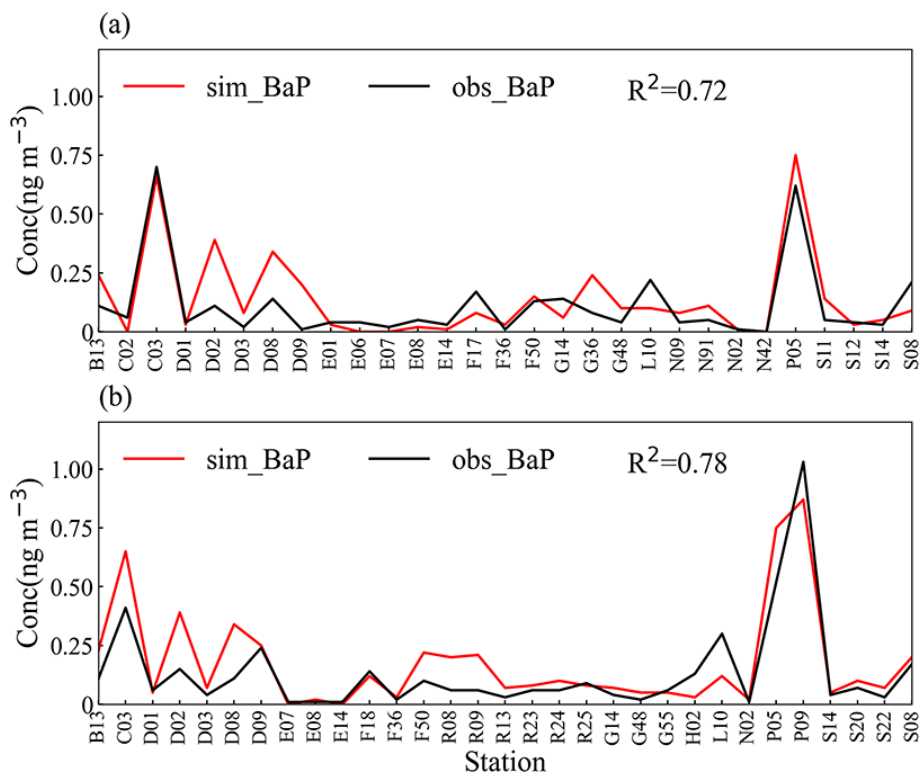 (a)
sim_BaP obs_BaP R²=0.72
Conc(ng m⁻³)
1.00
0.75
0.50
0.25
0
B13 C02 C03 D01 D02 D03 D08 D09 E01 E06 E07 E08 E14 F17 F36 F50 G14 G36 G48 L10 N09 N91 N02 N42 P05 S11 S12 S14 S08
(b)
sim_BaP obs_BaP R²=0.78
Conc(ng m⁻³)
1.00
0.75
0.50
0.25
0
B13 C03 D01 D02 D03 D08 D09 E07 E08 E14 F18 F36 F50 R08 R09 R13 R23 R24 R25 G14 G48 G55 H02 L10 N02 P05 P09 S14 S20 S22 S08
Station